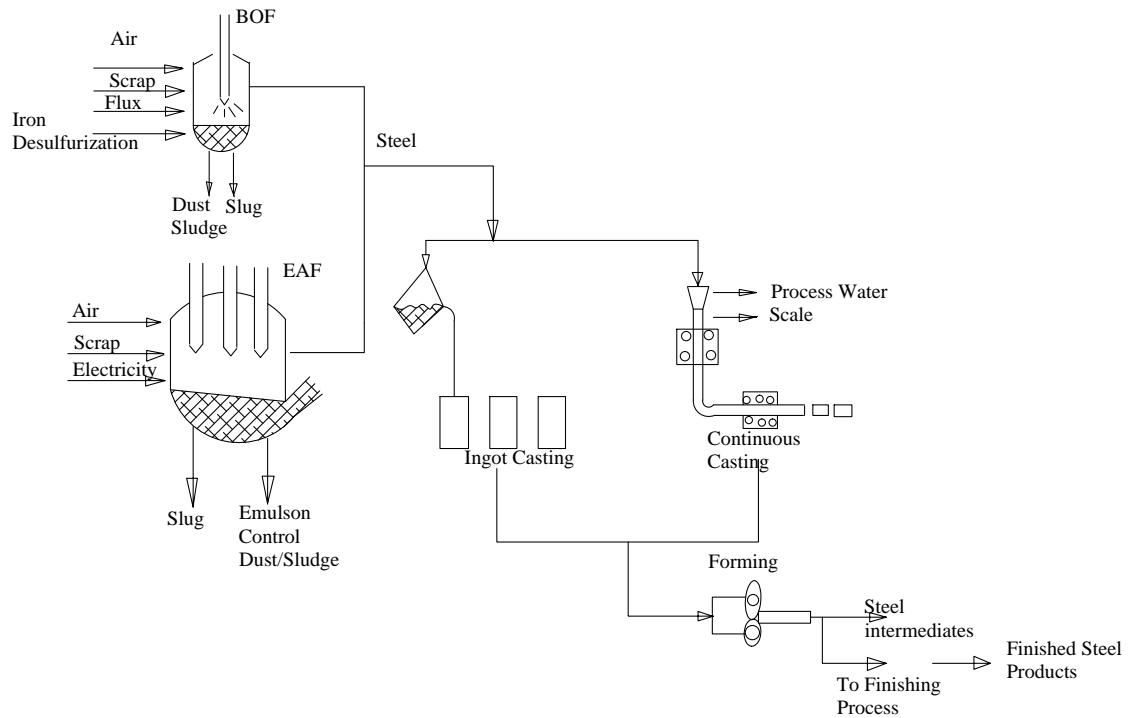 BOF
Air
Scrap
Flux
Iron
Desulfurization
Steel
Dust
Sludge
Slug
EAF
Air
Scrap
Electricity
Process Water
Scale
Ingot Casting
Continuous
Casting
Slug
Emulson
Control
Dust/Sludge
Forming
Steel
intermediates
To Finishing
Process
Finished Steel
Products